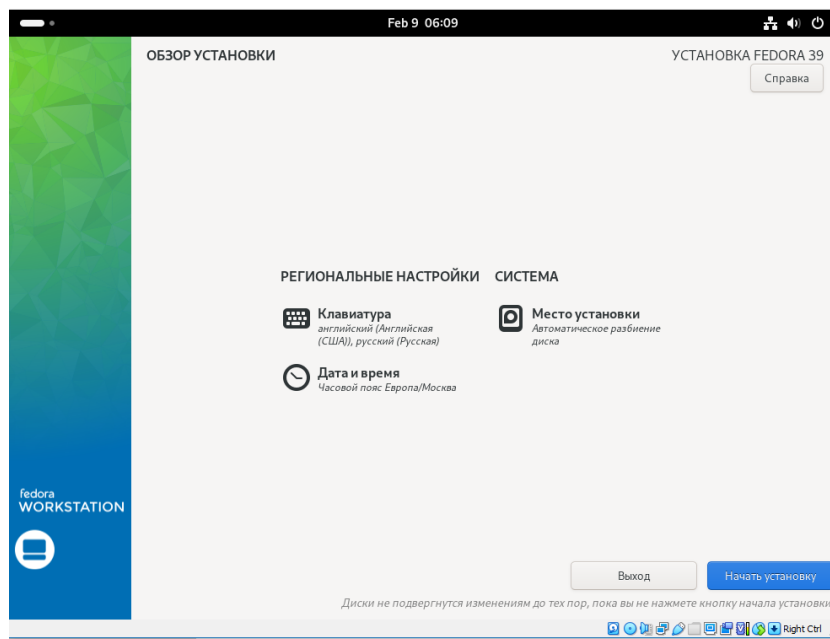 Feb 9 06:09
ОБЗОР УСТАНОВКИ
УСТАНОВКА FEDORA 39
Справка
РЕГИОНАЛЬНЫЕ НАСТРОЙКИ
СИСТЕМА
Клавиатура
английский (Английская
(США)), русский (Русская)
Место установки
Автоматическое разбиение
диска
Дата и время
Часовой пояс Европа/Москва
fedora
WORKSTATION
Выход
Начать установку
Диски не подвергнутся изменениям до тех пор, пока вы не нажмете кнопку начала установки
Right Ctrl